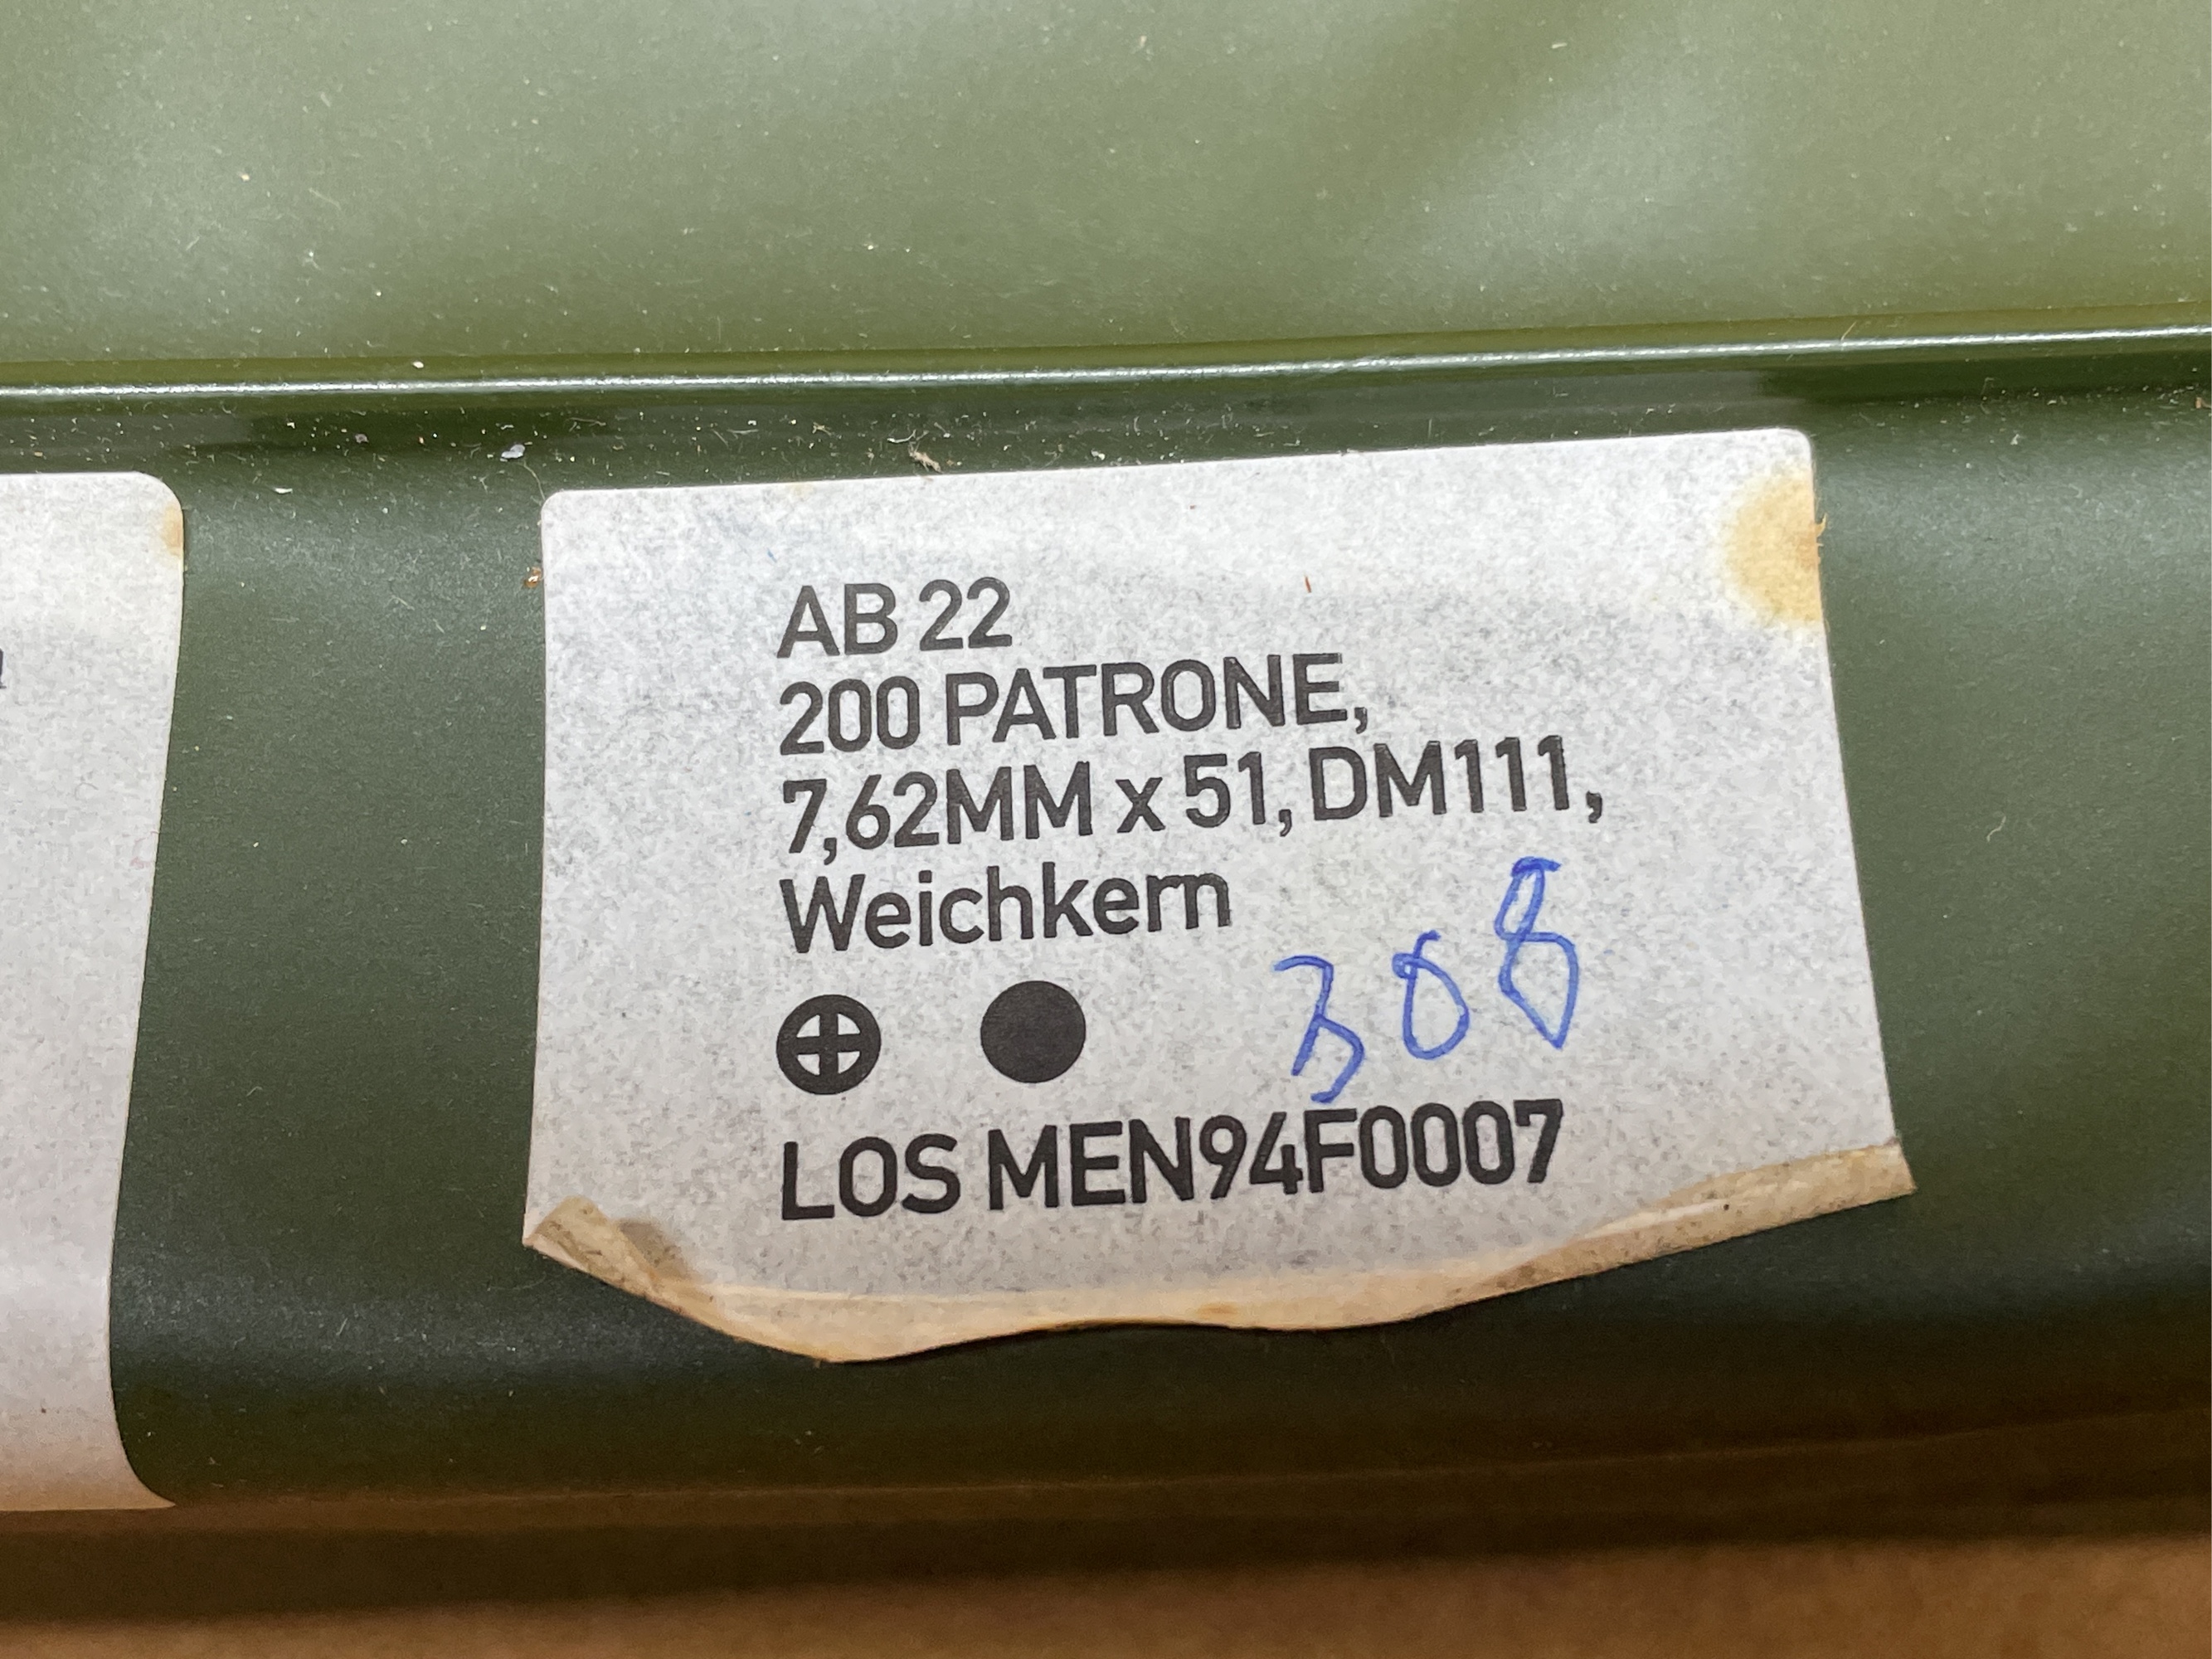 AB 22
200 PATRONE,
7,62MM x 51, DM111,
Weichkern
308
LOS MEN94F0007